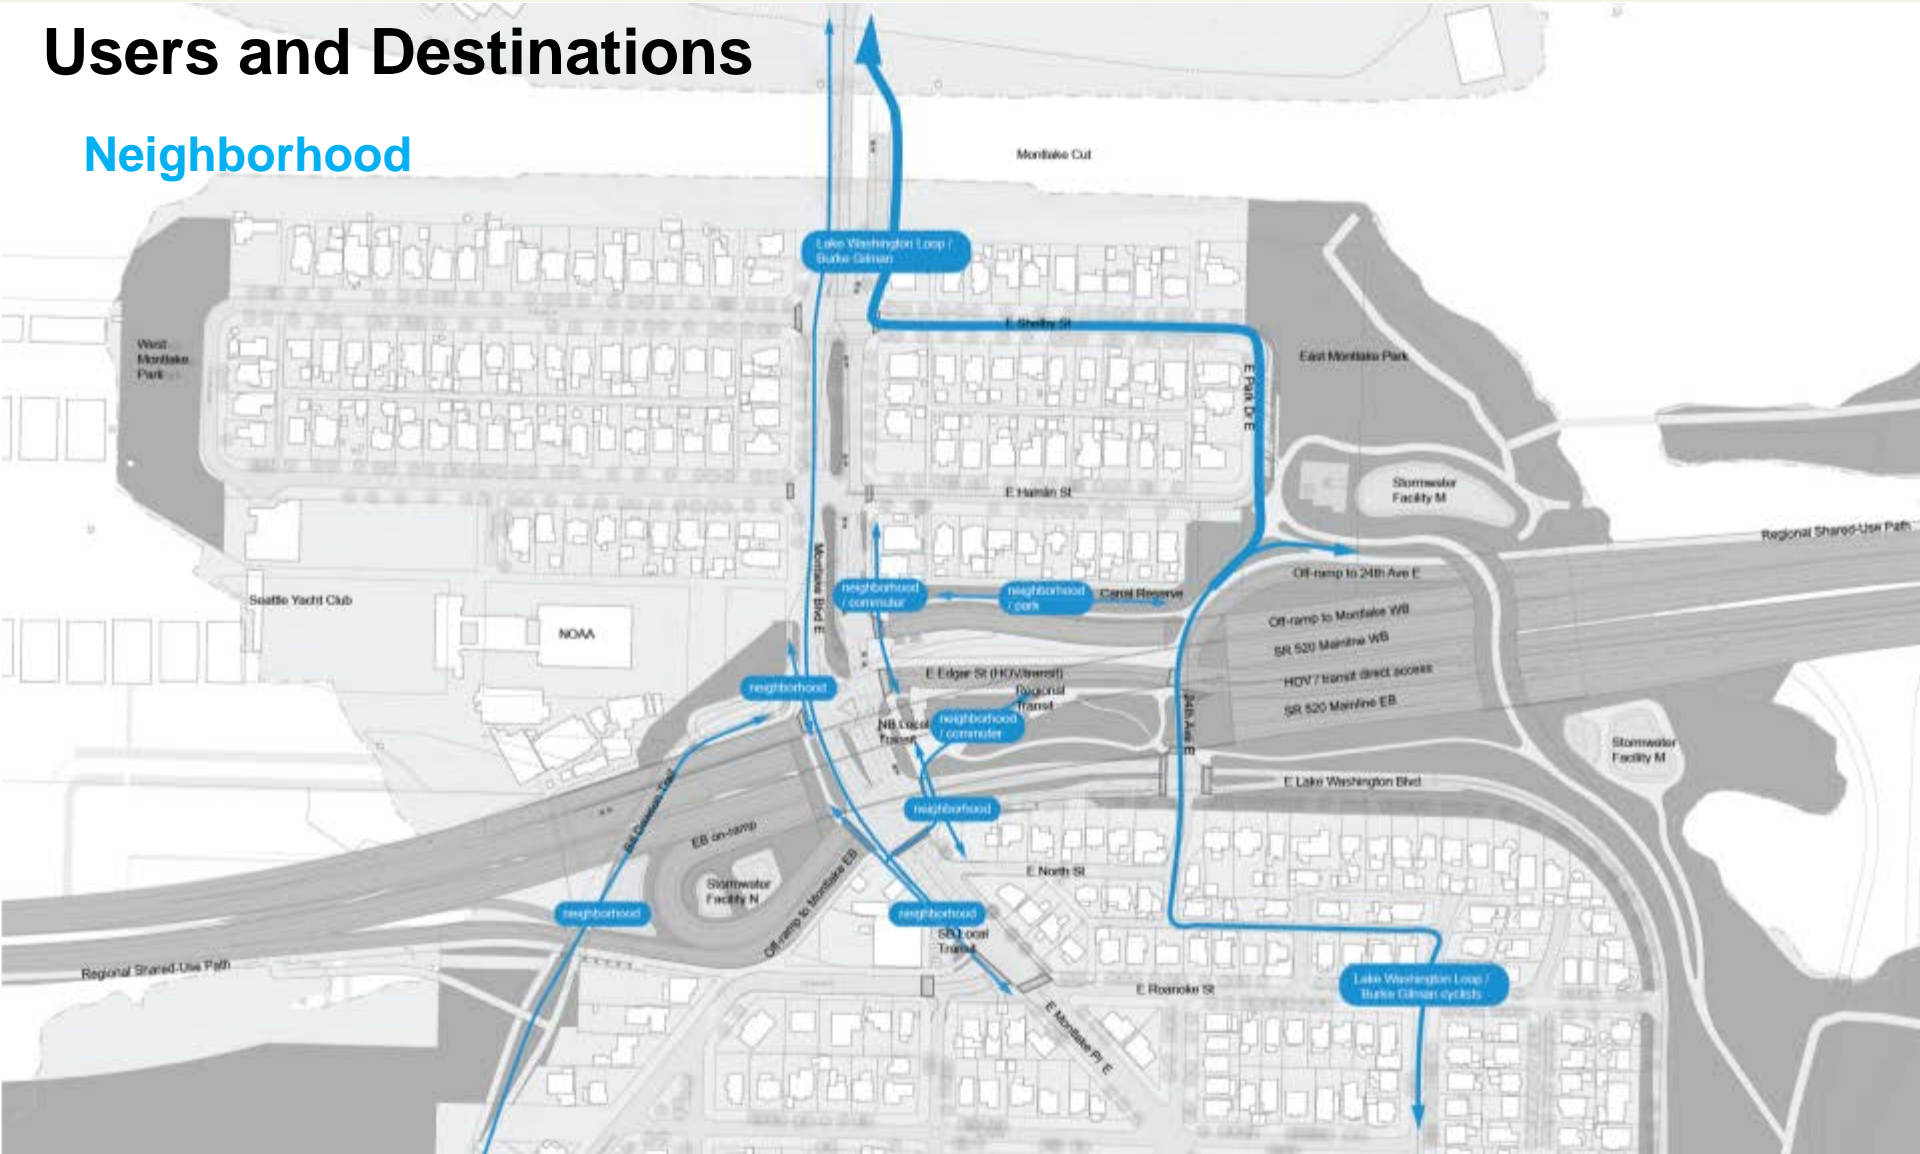 Users and Destinations
Neighborhood
Montlake Cut
Lake Washington Loop /
Burke Gilman
E Shelby St
West
Montlake
Park
East Montlake Park
E Park Dr E
E Hamlin St
Stormwater
Facility M
Regional Shared-Use Path
Montlake Blvd E
Off-ramp to 24th Ave E
neighborhood
/ commuter
neighborhood
/ park
Canal Reserve
Seattle Yacht Club
NOAA
Off-ramp to Montlake WB
SR 520 Mainline WB
E Edgar St (HOV/transit)
HOV / transit direct access
neighborhood
Regional
Transit
SR 520 Mainline EB
NB Local
Transit
neighborhood
/ commuter
24th Ave E
Stormwater
Facility M
E Lake Washington Blvd
Bill Dawson Trail
neighborhood
EB on-ramp
E North St
Stormwater
Facility N
Off-ramp to Montlake EB
neighborhood
neighborhood
SB Local
Transit
Regional Shared-Use Path
Lake Washington Loop /
Burke Gilman cyclists
E Roanoke St
E Montlake Pl E